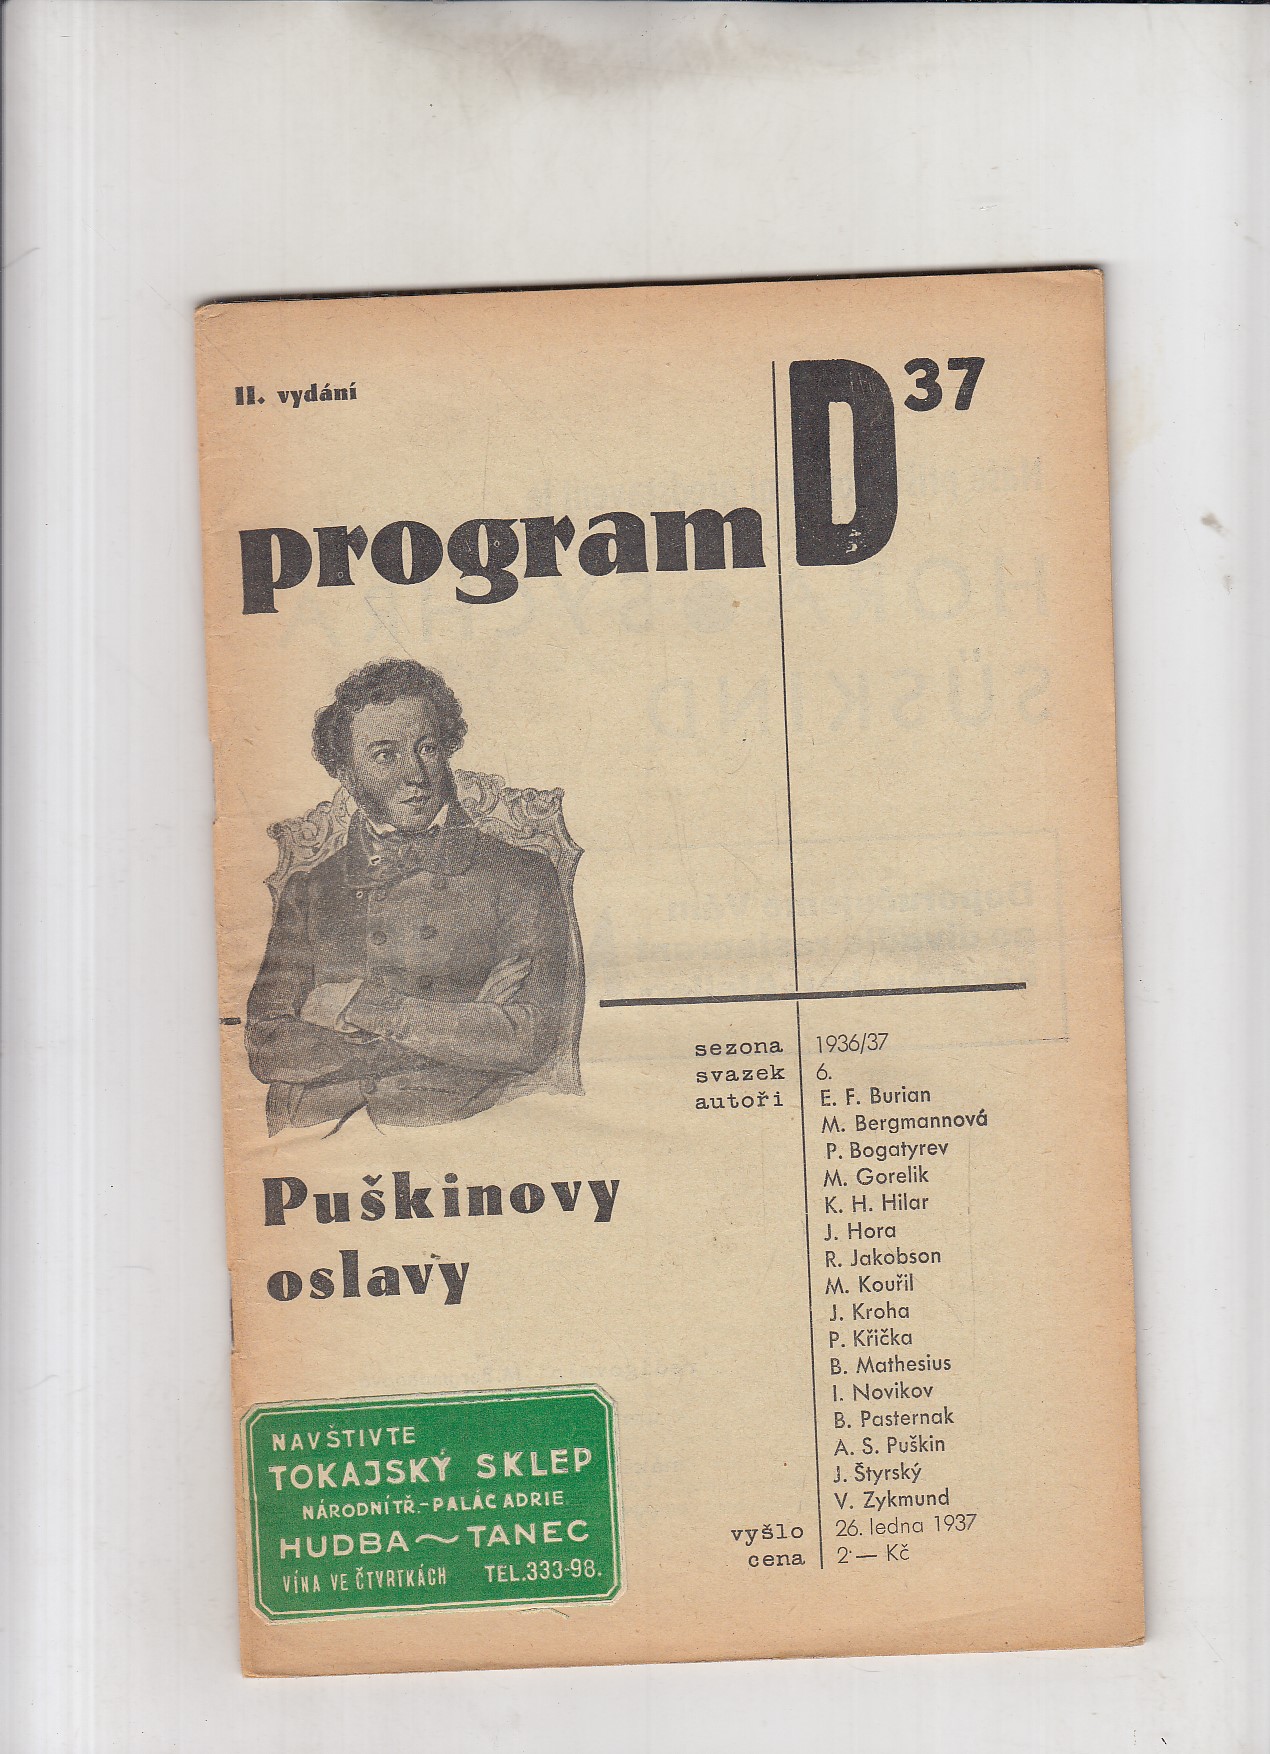 II. vydání
program D 37
Puškinovy
oslavy
sezona 1936/37
svazek 6.
autoři E. F. Burian
M. Bergmannová
P. Bogatyrev
M. Gorelik
K. H. Hilar
J. Hora
R. Jakobson
M. Kouřil
J. Kroha
P. Křička
B. Mathesius
I. Novikov
B. Pasternak
A. S. Puškin
J. Štyrský
V. Zykmund
vyšlo 26. ledna 1937
cena 2·— Kč
NAVŠTIVTE
TOKAJSKÝ SKLEP
NÁRODNÍ TŘ.-PALÁC ADRIE
HUDBA~TANEC
VÍNA VE ČTVRTKÁCH TEL.333-98.